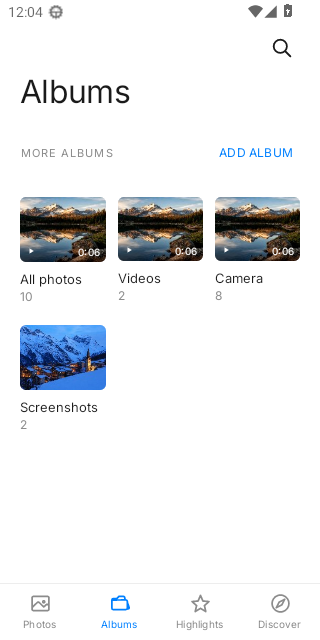 12:04
Albums
MORE ALBUMS
ADD ALBUM
0:06
0:06
0:06
All photos
Videos
Camera
10
2
8
Screenshots
2
Photos
Albums
Highlights
Discover